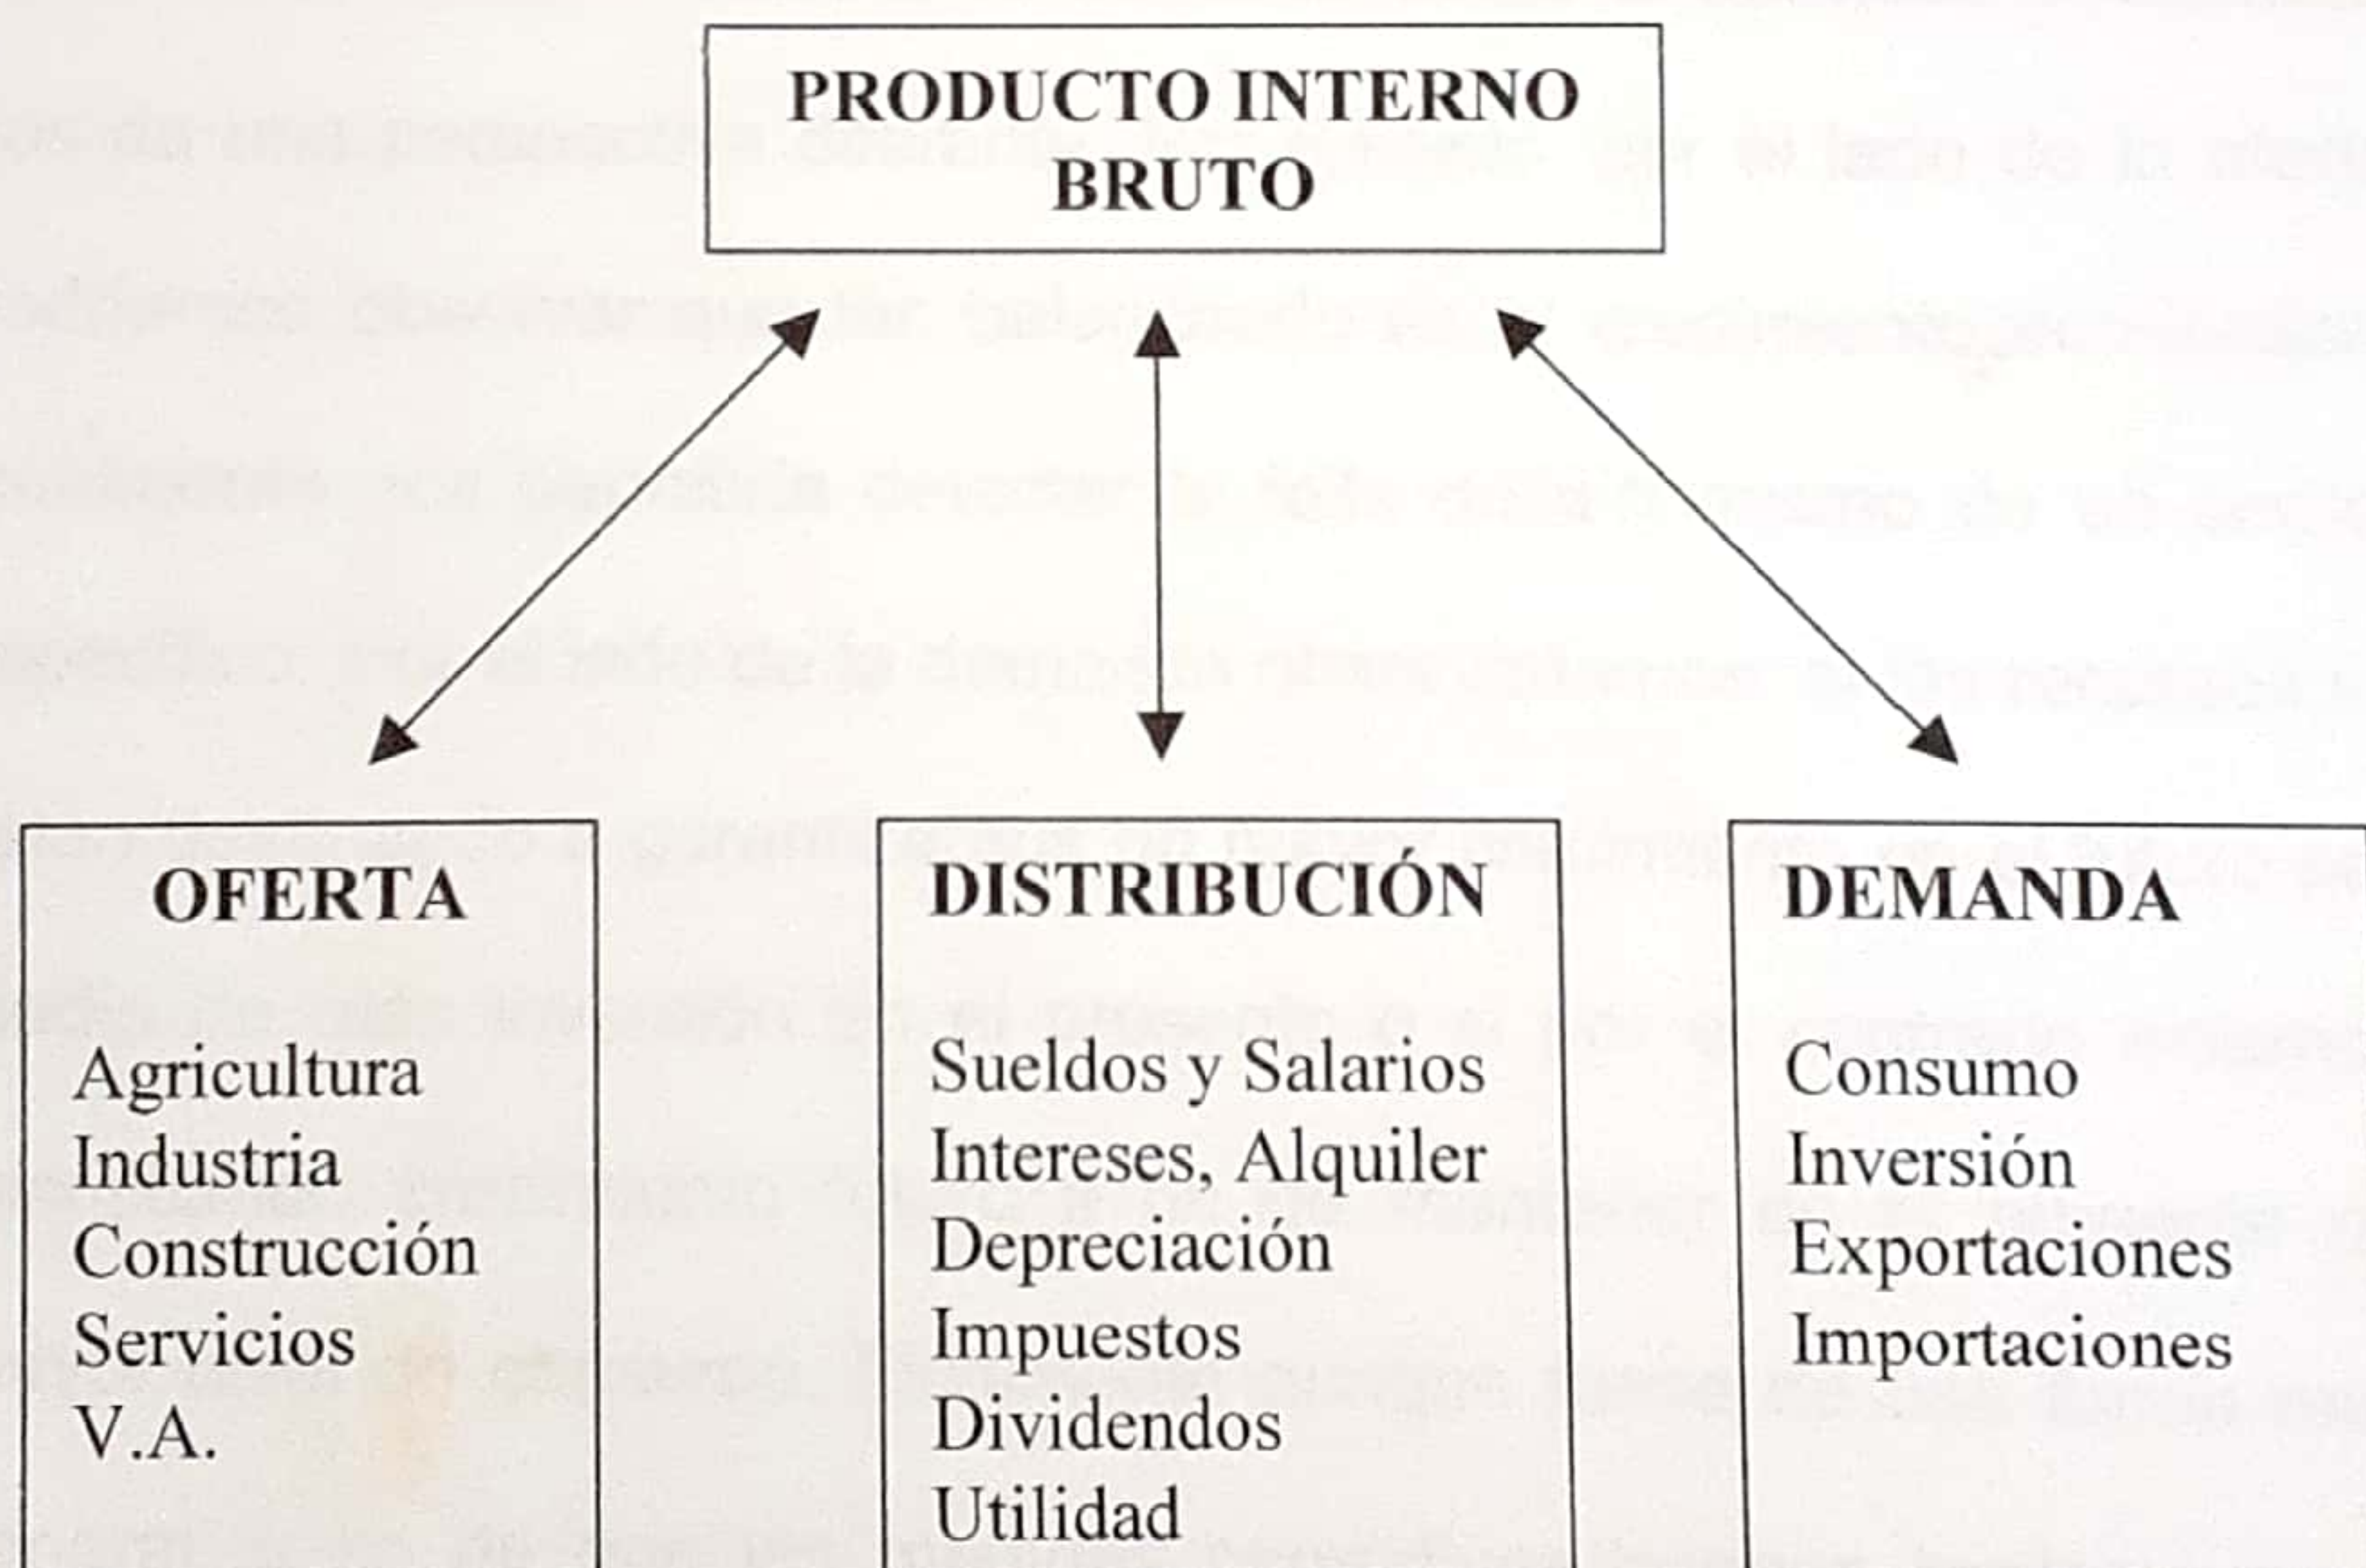 PRODUCTO INTERNO
BRUTO
OFERTA
Agricultura
Industria
Construcción
Servicios
V.A.
DISTRIBUCIÓN
Sueldos y Salarios
Intereses, Alquiler
Depreciación
Impuestos
Dividendos
Utilidad
DEMANDA
Consumo
Inversión
Exportaciones
Importaciones